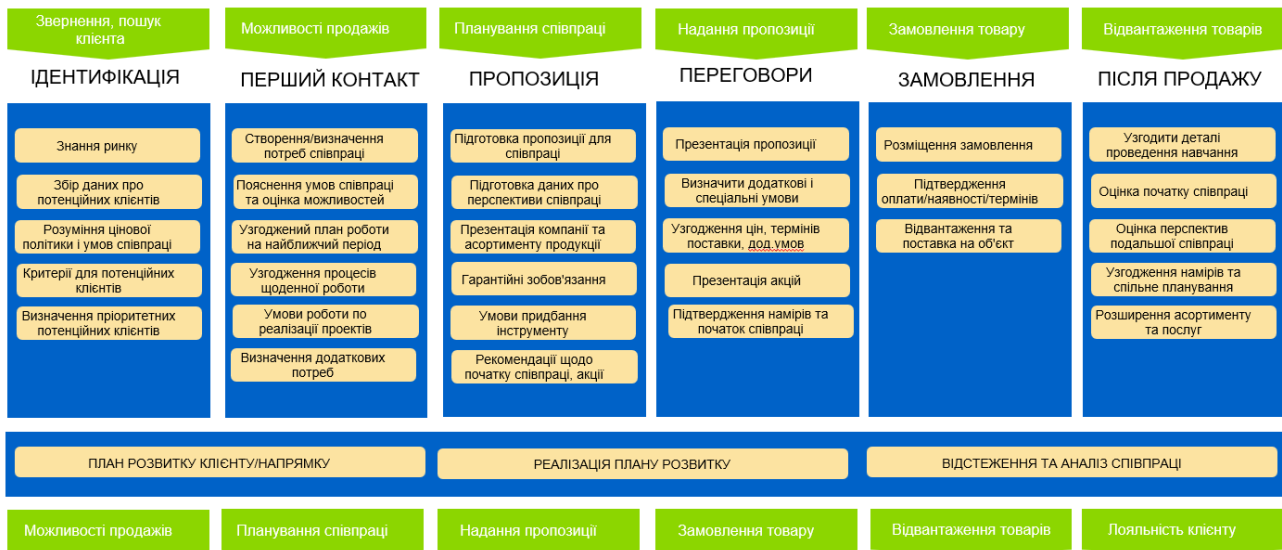 Звернення, пошук
клієнта
Можливості продажів
Планування співпраці
Надання пропозиції
Замовлення товару
Відвантаження товарів
ІДЕНТИФІКАЦІЯ
ПЕРШИЙ КОНТАКТ
ПРОПОЗИЦІЯ
ПЕРЕГОВОРИ
ЗАМОВЛЕННЯ
ПІСЛЯ ПРОДАЖУ
Знання ринку
Збір даних про
потенційних клієнтів
Розуміння цінової
політики і умов співпраці
Критерії для потенційних
клієнтів
Визначення пріоритетних
потенційних клієнтів
Створення/визначення
потреб співпраці
Пояснення умов співпраці
та оцінка можливостей
Узгоджений план роботи
на найближчий період
Узгодження процесів
щоденної роботи
Умови роботи по
реалізації проектів
Визначення додаткових
потреб
Підготовка пропозиції для
співпраці
Підготовка даних про
перспективи співпраці
Презентація компанії та
асортименту продукції
Гарантійні зобов'язання
Умови придбання
інструменту
Рекомендації щодо
початку співпраці, акції
Презентація пропозиції
Визначити додаткові і
спеціальні умови
Узгодження цін, термінів
поставки, дод.умов
Презентація акцій
Підтвердження намірів та
початок співпраці
Розміщення замовлення
Підтвердження
оплати/наявності/термінів
Відвантаження та
поставка на об'єкт
Узгодити деталі
проведення навчання
Оцінка початку співпраці
Оцінка перспектив
подальшої співпраці
Узгодження намірів та
спільне планування
Розширення асортименту
та послуг
ПЛАН РОЗВИТКУ КЛІЄНТУ/НАПРЯМКУ
РЕАЛІЗАЦІЯ ПЛАНУ РОЗВИТКУ
ВІДСТЕЖЕННЯ ТА АНАЛІЗ СПІВПРАЦІ
Можливості продажів
Планування співпраці
Надання пропозиції
Замовлення товару
Відвантаження товарів
Лояльність клієнту